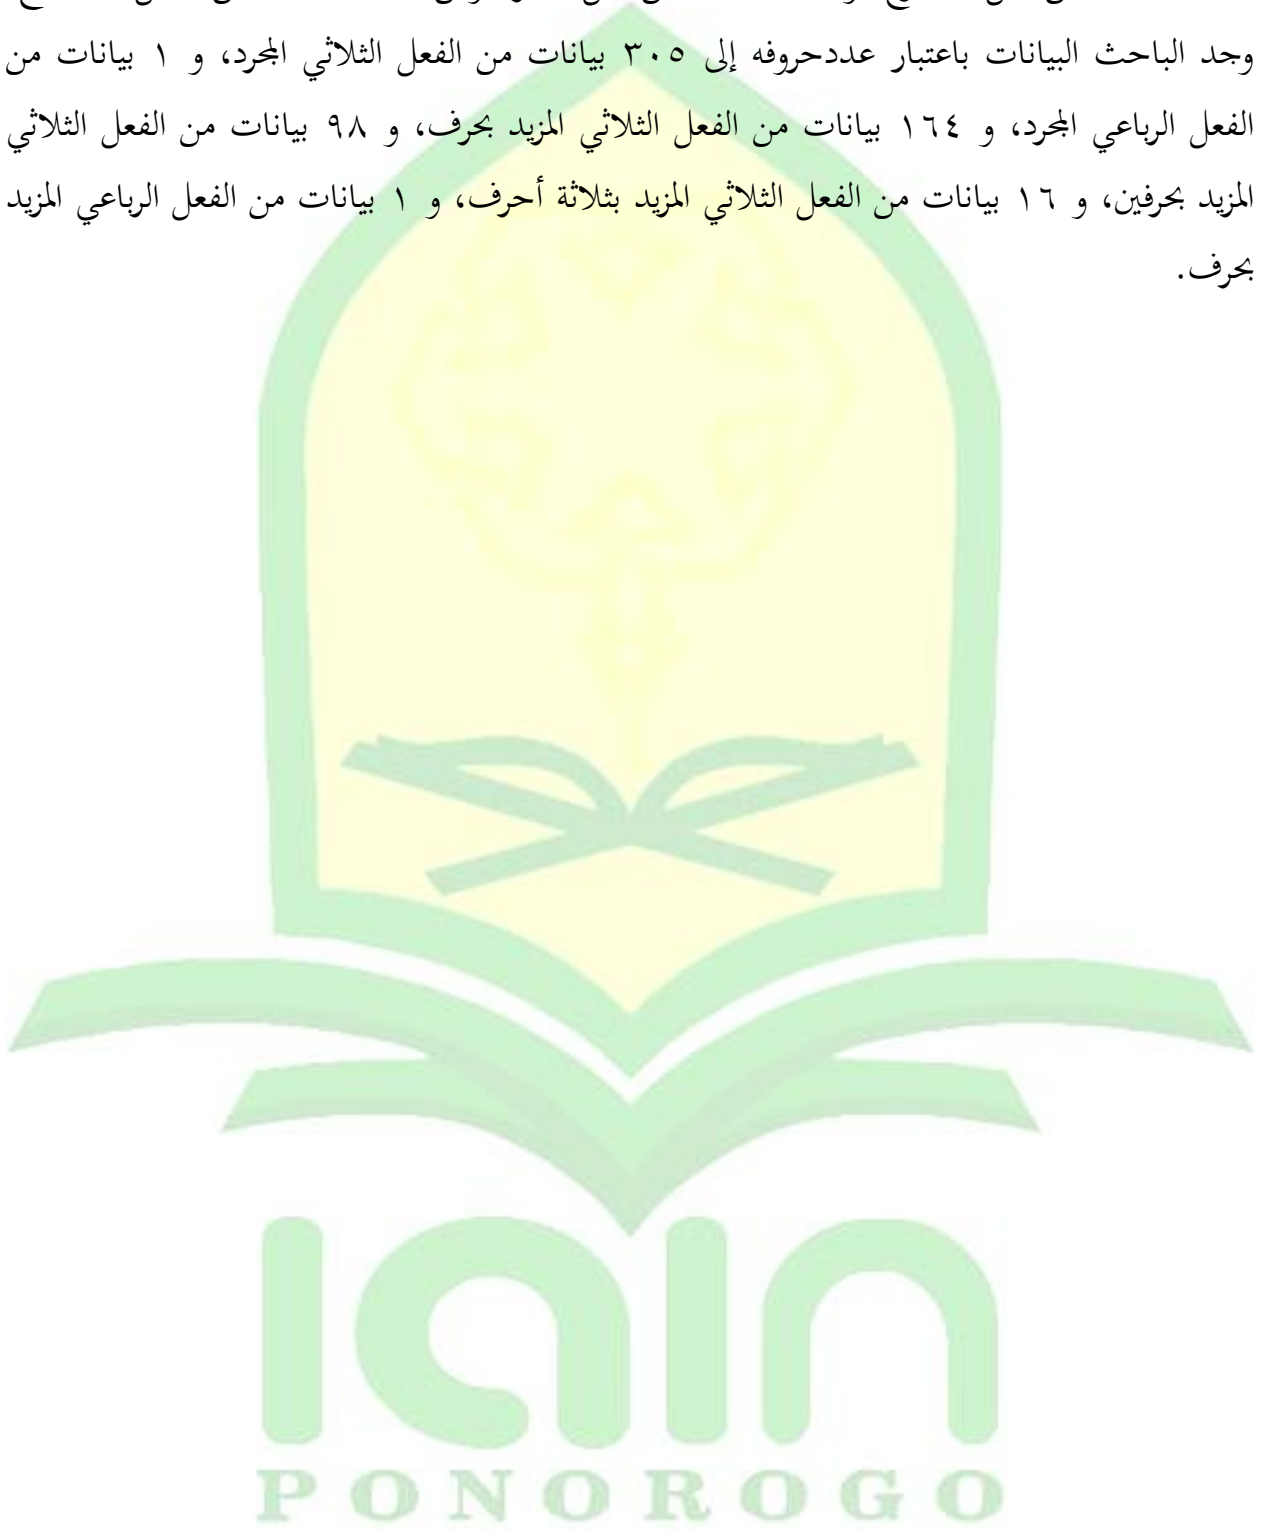 وجد الباحث البيانات باعتبار عددحروفه إلى ٣٠٥ بيانات من الفعل الثلاثي المجرد، و ١ بيانات من
الفعل الرباعي المجرد، و ١٦٤ بيانات من الفعل الثلاثي المزيد بحرف، و ٩٨ بيانات من الفعل الثلاثي
المزيد بحرفين، و ١٦ بيانات من الفعل الثلاثي المزيد بثلاثة أحرف، و ١ بيانات من الفعل الرباعي المزيد
بحرف.
iain
PONOROGO